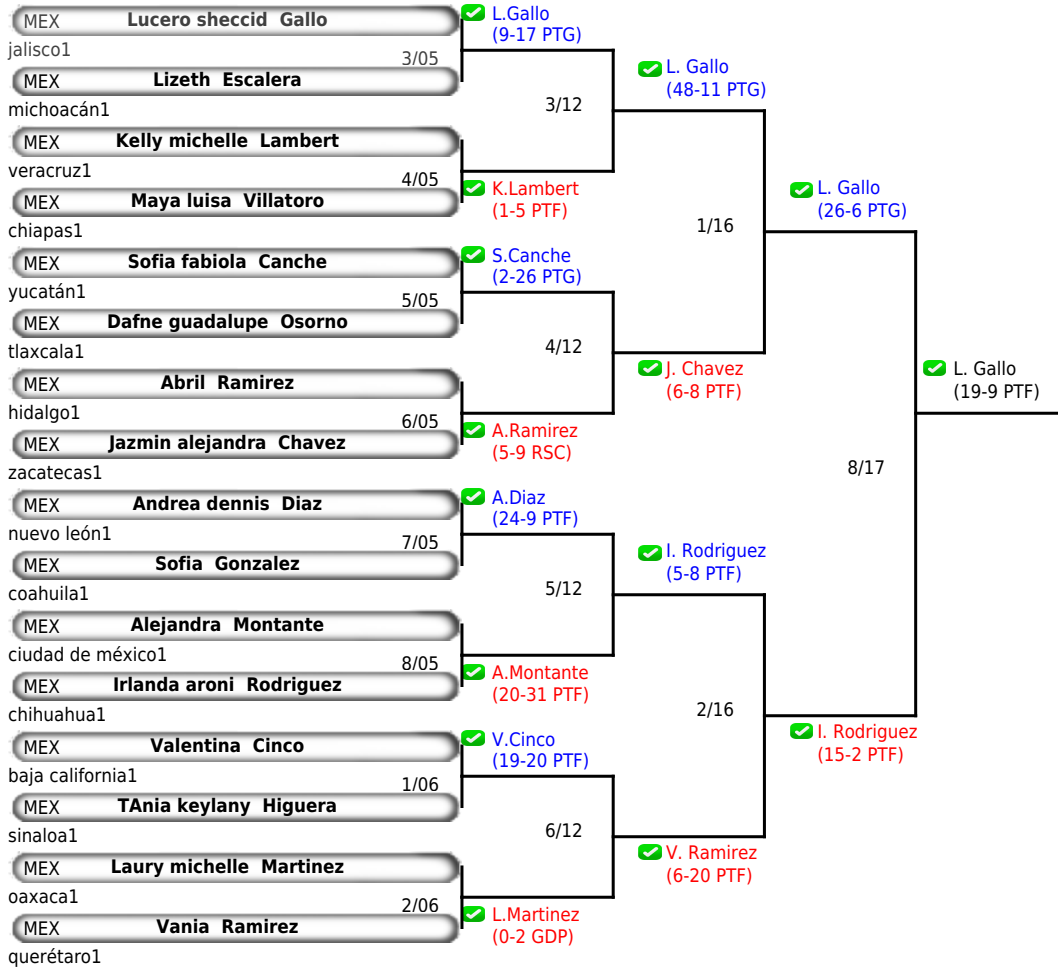 MEX Lucero sheccid Gallo
jalisco1
3/05
MEX Lizeth Escalera
michoacán1
L.Gallo
(9-17 PTG)
3/12
MEX Kelly michelle Lambert
veracruz1
4/05
MEX Maya luisa Villatoro
chiapas1
K.Lambert
(1-5 PTF)
L. Gallo
(48-11 PTG)
1/16
MEX Sofia fabiola Canche
yucatán1
5/05
MEX Dafne guadalupe Osorno
tlaxcala1
S.Canche
(2-26 PTG)
4/12
MEX Abril Ramirez
hidalgo1
6/05
MEX Jazmin alejandra Chavez
zacatecas1
A.Ramirez
(5-9 RSC)
J. Chavez
(6-8 PTF)
L. Gallo
(26-6 PTG)
8/17
L. Gallo
(19-9 PTF)
MEX Andrea dennis Diaz
nuevo león1
7/05
MEX Sofia Gonzalez
coahuila1
A.Diaz
(24-9 PTF)
5/12
MEX Alejandra Montante
ciudad de méxico1
8/05
MEX Irlanda aroni Rodriguez
chihuahua1
A.Montante
(20-31 PTF)
I. Rodriguez
(5-8 PTF)
2/16
MEX Valentina Cinco
baja california1
1/06
MEX TAnia keylany Higuera
sinaloa1
V.Cinco
(19-20 PTF)
6/12
MEX Laury michelle Martinez
oaxaca1
2/06
MEX Vania Ramirez
querétaro1
L.Martinez
(0-2 GDP)
V. Ramirez
(6-20 PTF)
I. Rodriguez
(15-2 PTF)